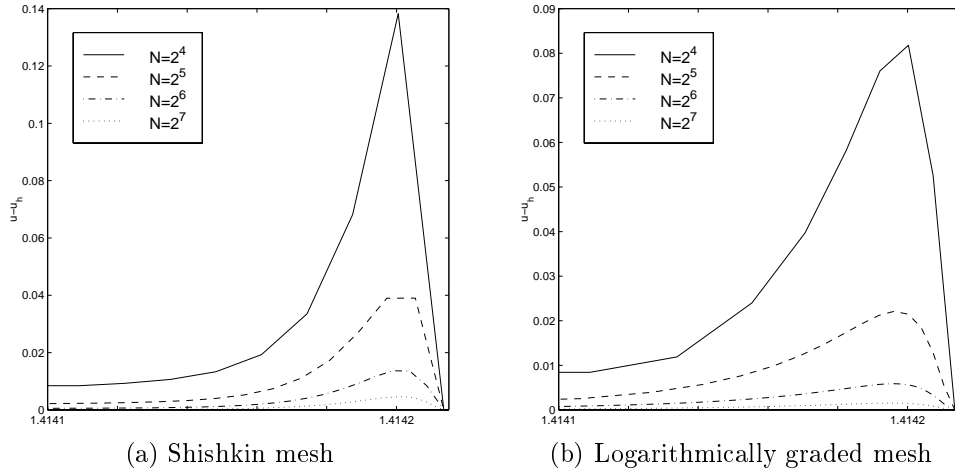 0.14
0.12
0.1
0.08
0.06
0.04
0.02
0
u−u_h
N=2^4
N=2^5
N=2^6
N=2^7
1.4141
1.4142
(a) Shishkin mesh
0.09
0.08
0.07
0.06
0.05
0.04
0.03
0.02
0.01
0
u−u_h
N=2^4
N=2^5
N=2^6
N=2^7
1.4141
1.4142
(b) Logarithmically graded mesh